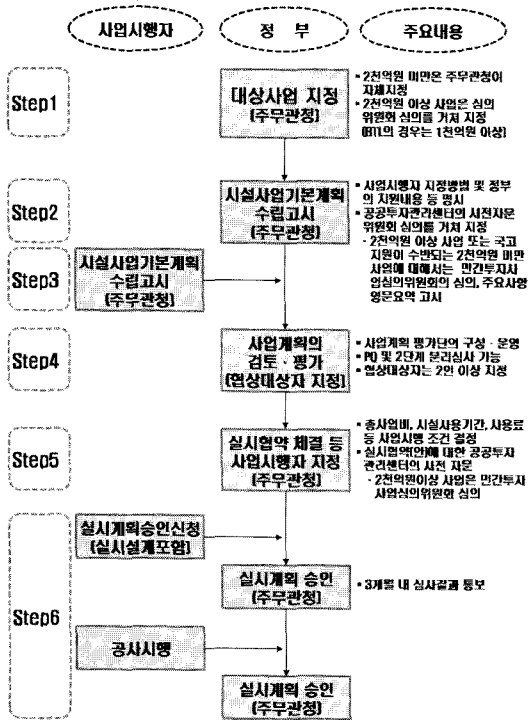 사업시행자
정 부
주요내용
Step1
대상사업 지정
(주무관청)
• 2천억원 미만은 주무관청이
자체지정
• 2천억원 이상 사업은 심의
위원회 심의를 거쳐 지정
(BTL의 경우는 1천억원 이상)
Step2
시설사업기본계획
수립고시
(주무관청)
• 사업시행자 지정방법 및 정부
의 지원내용 등 명시
• 공공투자관리센터의 사전자문
위원회 심의를 거쳐 지정
- 2천억원 이상 사업 또는 국고
지원이 수반되는 2천억원 미만
사업에 대해서는 민간투자사
업심의위원회의 심의, 주요사항
영문요약 고시
Step3
시설사업기본계획
수립고시
(주무관청)
Step4
사업계획의
검토·평가
(협상대상자 지정)
• 사업계획 평가단의 구성·운영
• PQ 및 2단계 분리심사 가능
• 협상대상자는 2인 이상 지정
Step5
실시협약 체결 등
사업시행자 지정
(주무관청)
• 총사업비, 시설사용기간, 사용료
등 사업시행 조건 결정
• 실시협약(안)에 대한 공공투자
관리센터의 사전 자문
- 2천억원이상 사업은 민간투자
사업심의위원회 심의
Step6
실시계획승인신청
(실시설계포함)
실시계획 승인
(주무관청)
• 3개월 내 심사결과 통보
공사시행
실시계획 승인
(주무관청)